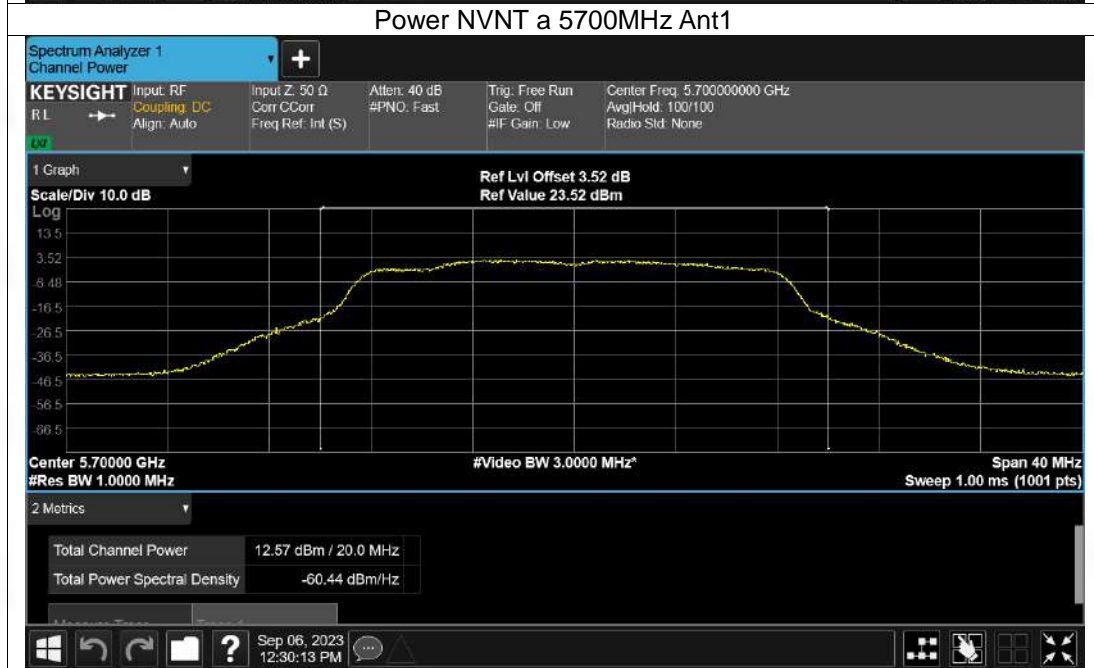 Power NVNT a 5700MHz Ant1
Spectrum Analyzer 1
Channel Power
+
KEYSIGHT Input: RF Input Z: 50 Ω Atten: 40 dB Trig: Free Run Center Freq: 5.700000000 GHz
RL Coupling: DC Corr CCorr #PNO: Fast Gate: Off Avg|Hold: 100/100
Align: Auto Freq Ref: Int (S) #IF Gain: Low Radio Std: None
LXI
1 Graph
Ref Lvl Offset 3.52 dB
Scale/Div 10.0 dB Ref Value 23.52 dBm
Log
13.5
3.52
-6.48
-16.5
-26.5
-36.5
-46.5
-56.5
-66.5
Center 5.70000 GHz #Video BW 3.0000 MHz* Span 40 MHz
#Res BW 1.0000 MHz Sweep 1.00 ms (1001 pts)
2 Metrics
Total Channel Power 12.57 dBm / 20.0 MHz
Total Power Spectral Density -60.44 dBm/Hz
?
Sep 06, 2023
12:30:13 PM